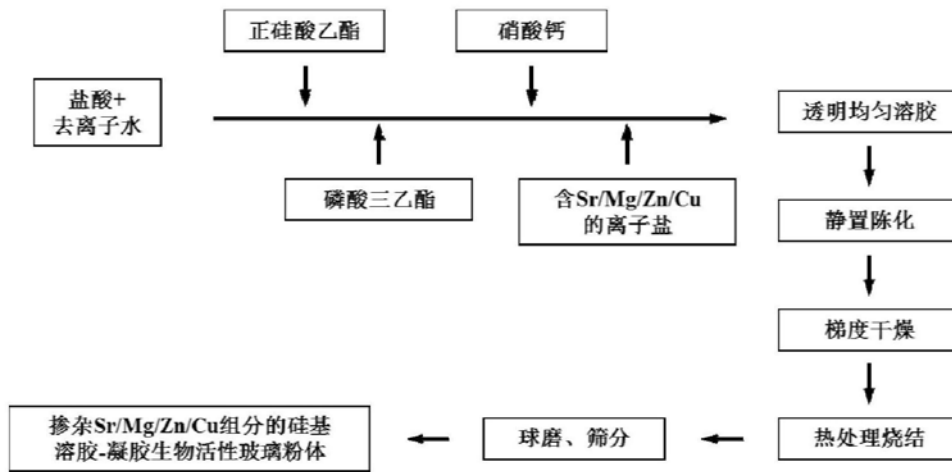 正硅酸乙酯
硝酸钙
盐酸+
去离子水
透明均匀溶胶
磷酸三乙酯
含Sr/Mg/Zn/Cu
的离子盐
静置陈化
梯度干燥
掺杂Sr/Mg/Zn/Cu组分的硅基
溶胶-凝胶生物活性玻璃粉体
球磨、筛分
热处理烧结